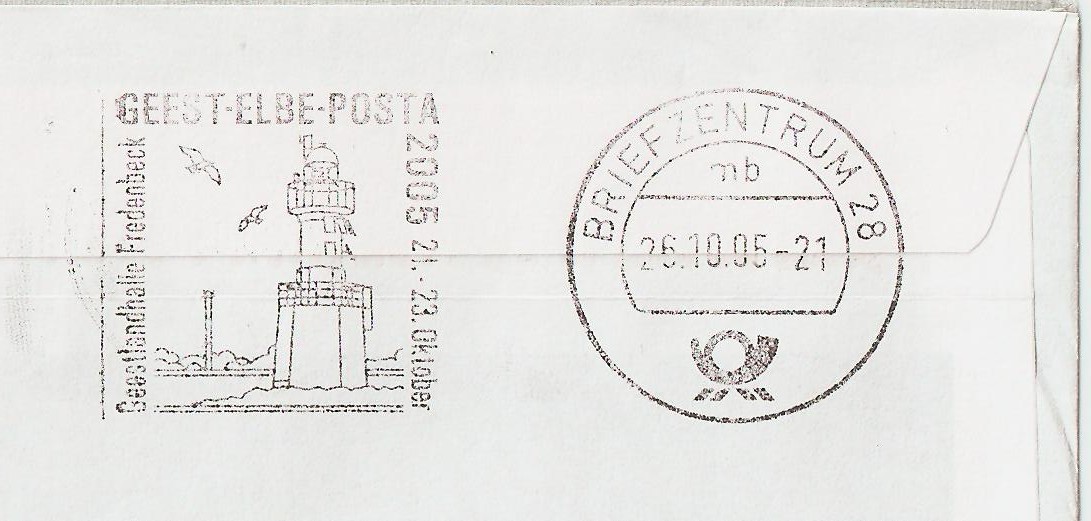 GEEST-ELBE-POSTA
2005 21.-23. Oktober
Geestlandhalle Fredenbeck
BRIEFZENTRUM 28
mb
26.10.05-21